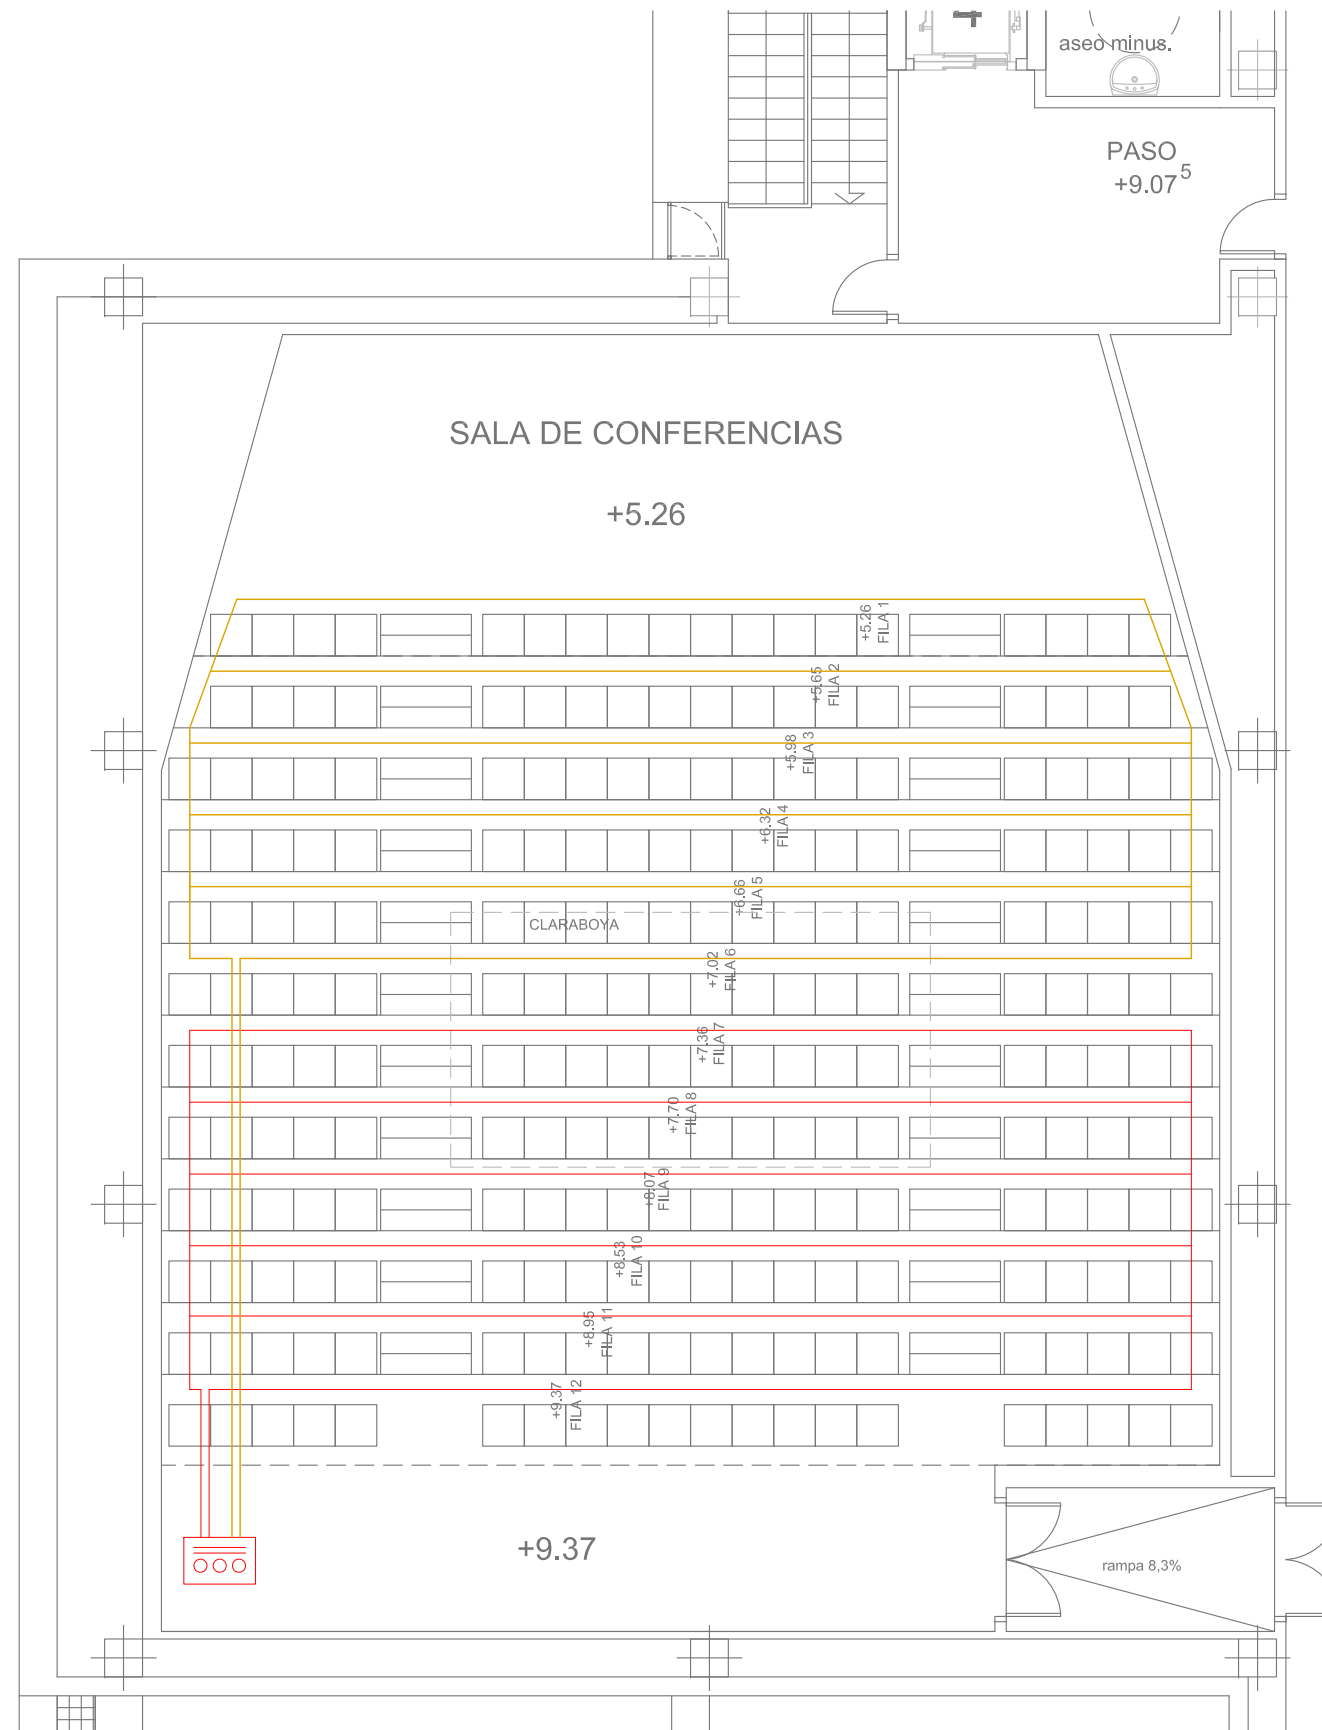 aseo minus.
PASO
+9.07⁵
SALA DE CONFERENCIAS
+5.26
+5.26
FILA 1
+5.65
FILA 2
+5.98
FILA 3
+6.32
FILA 4
+6.66
FILA 5
CLARABOYA
+7.02
FILA 6
+7.36
FILA 7
+7.70
FILA 8
+8.07
FILA 9
+8.53
FILA 10
+8.95
FILA 11
+9.37
FILA 12
+9.37
rampa 8,3%